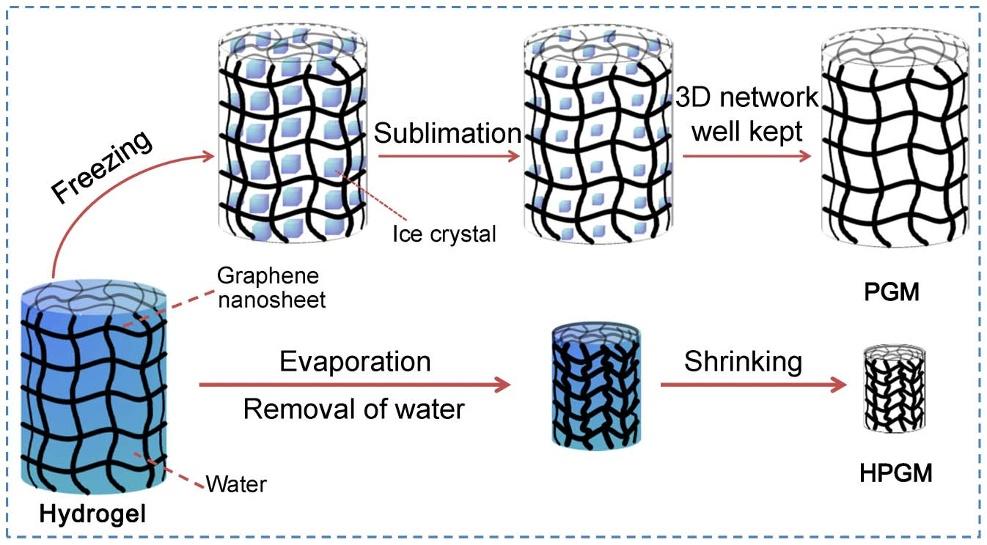 Freezing
Sublimation
3D network
well kept
Ice crystal
PGM
Graphene
nanosheet
Evaporation
Removal of water
Shrinking
Water
Hydrogel
HPGM